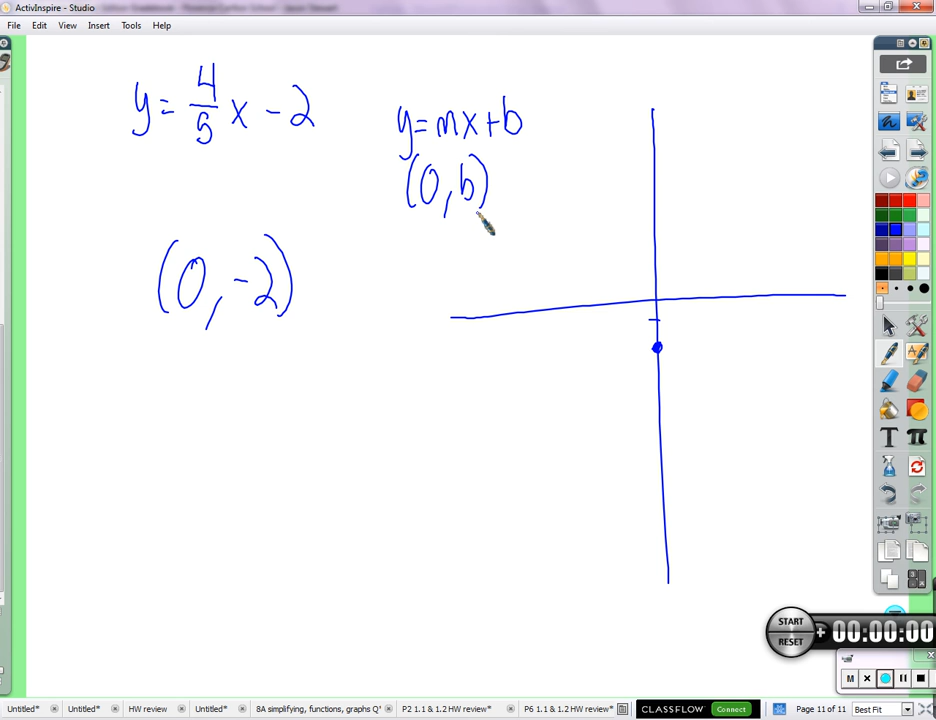 ActivInspire - Studio
File Edit View Insert Tools Help
y = 4/5 x - 2
y = mx + b
(0, b)
(0, -2)
START
RESET
00:00:00
M
Untitled* Untitled* HW review Untitled* 8A simplifying, functions, graphs Q* P2 1.1 & 1.2 HW review* P6 1.1 & 1.2 HW review* CLASSFLOW Page 11 of 11 Best Fit